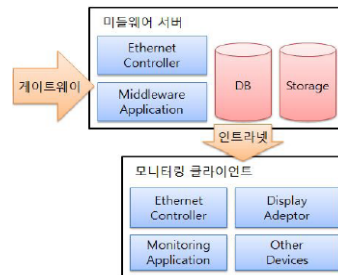 미들웨어 서버
Ethernet
Controller
Middleware
Application
DB
Storage
게이트웨이
인트라넷
모니터링 클라이언트
Ethernet
Controller
Display
Adeptor
Monitoring
Application
Other
Devices